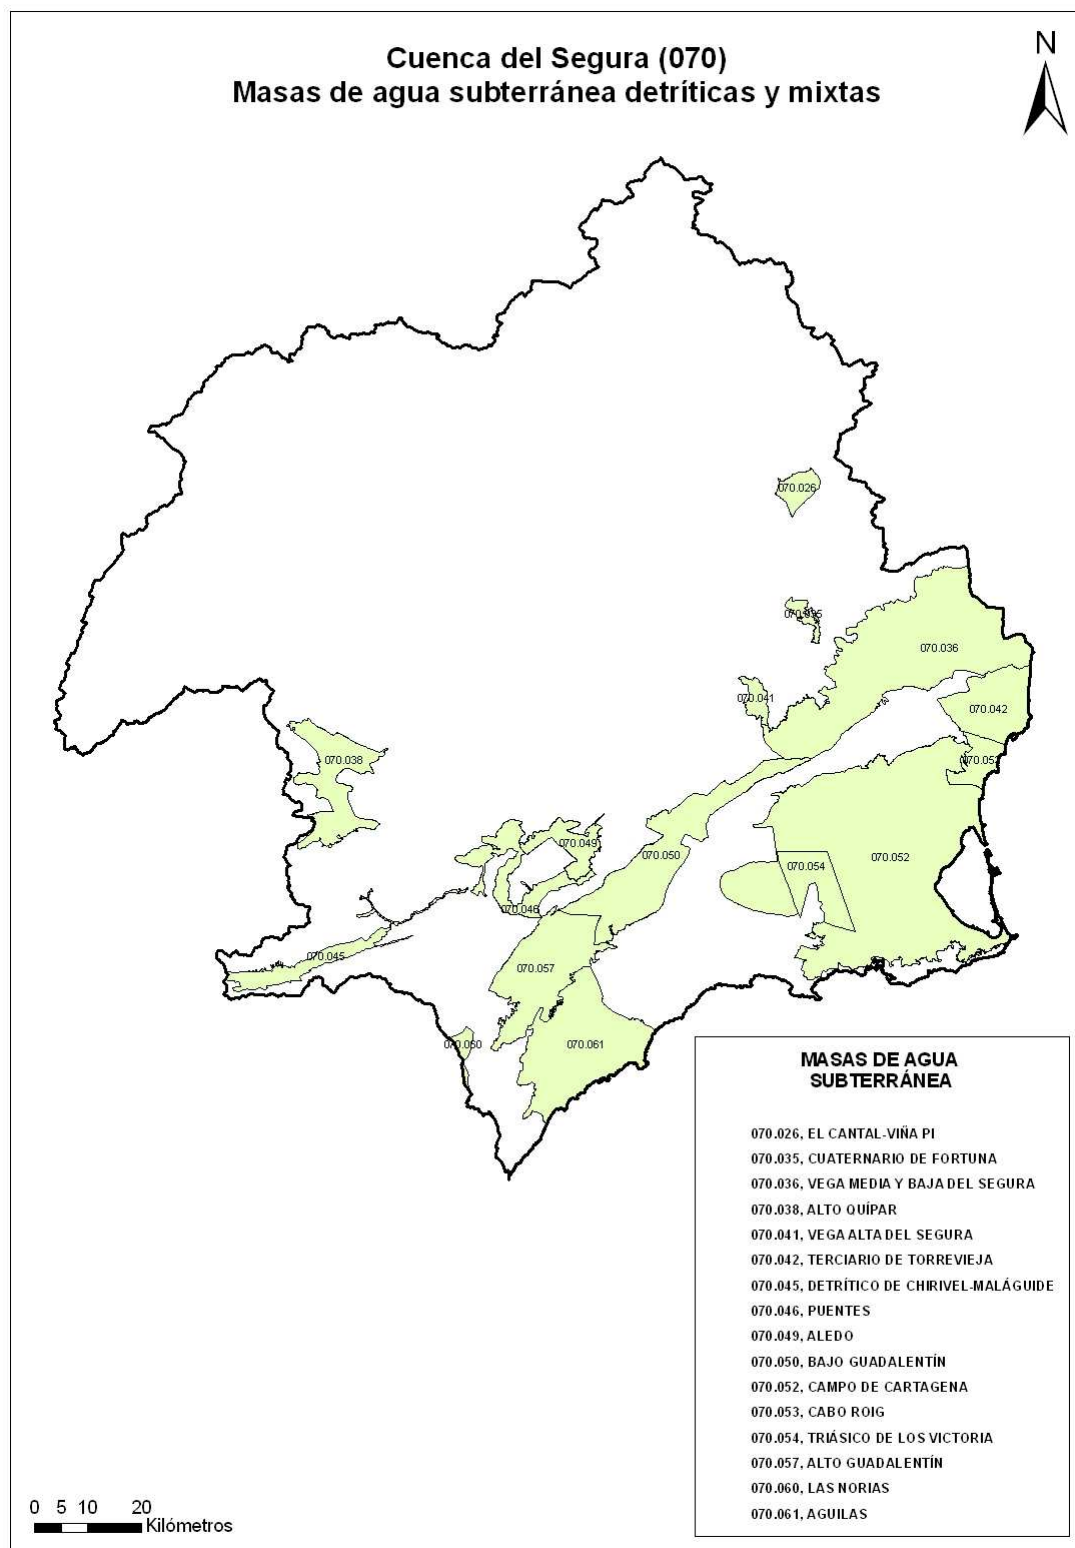 Cuenca del Segura (070)
Masas de agua subterránea detríticas y mixtas
N
070.026
070.035
070.036
070.041
070.042
070.038
070.053
070.049
070.050
070.054
070.052
070.046
070.045
070.057
070.060
070.061
MASAS DE AGUA
SUBTERRÁNEA
070.026, EL CANTAL-VIÑA PI
070.035, CUATERNARIO DE FORTUNA
070.036, VEGA MEDIA Y BAJA DEL SEGURA
070.038, ALTO QUÍPAR
070.041, VEGA ALTA DEL SEGURA
070.042, TERCIARIO DE TORREVIEJA
070.045, DETRÍTICO DE CHIRIVEL-MALÁGUIDE
070.046, PUENTES
070.049, ALEDO
070.050, BAJO GUADALENTÍN
070.052, CAMPO DE CARTAGENA
070.053, CABO ROIG
070.054, TRIÁSICO DE LOS VICTORIA
070.057, ALTO GUADALENTÍN
070.060, LAS NORIAS
070.061, AGUILAS
0 5 10 20
Kilómetros